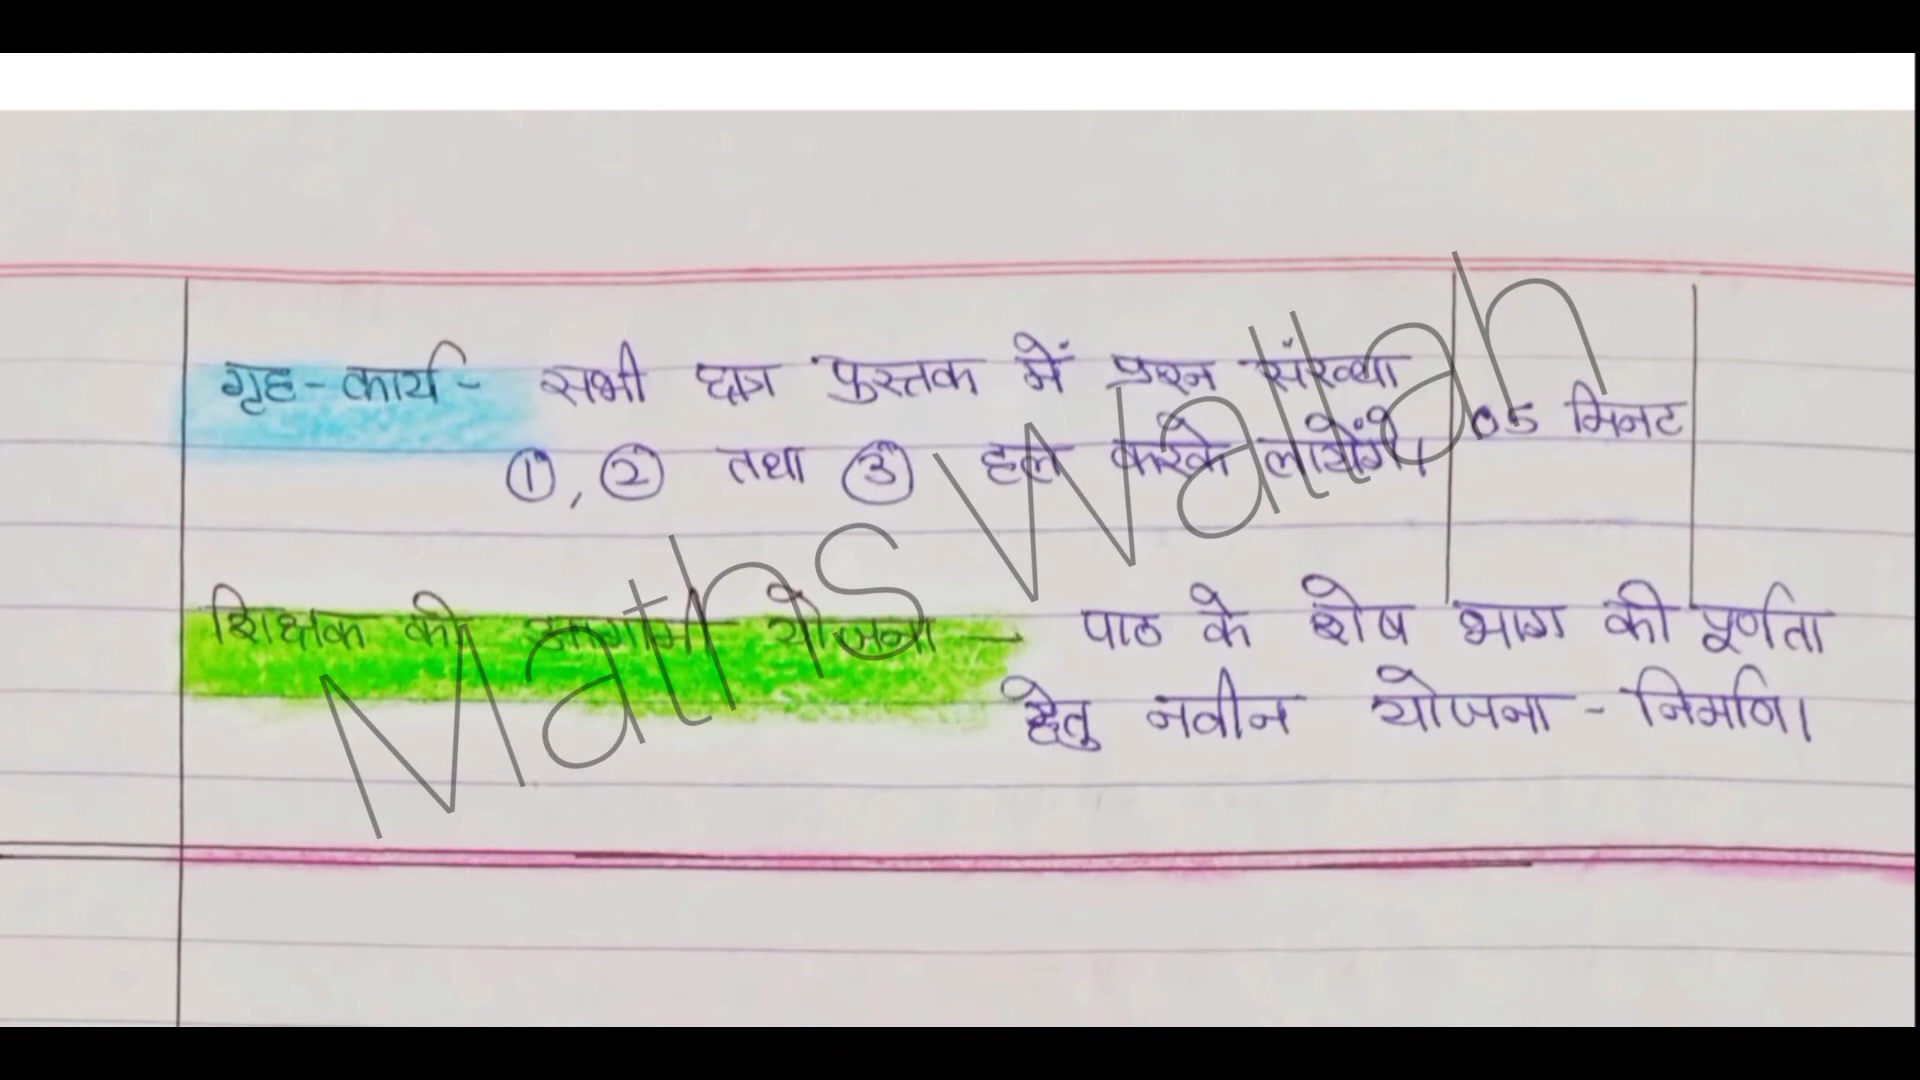 गृह-कार्य- सभी छात्र पुस्तक में प्रश्न संख्या
①, ② तथा ③ हल करके लायेंगे।
05 मिनट
शिक्षक की आगामी योजना - पाठ के शेष भाग की पूर्णता
हेतु नवीन योजना - निर्माण।
Maths Wallah